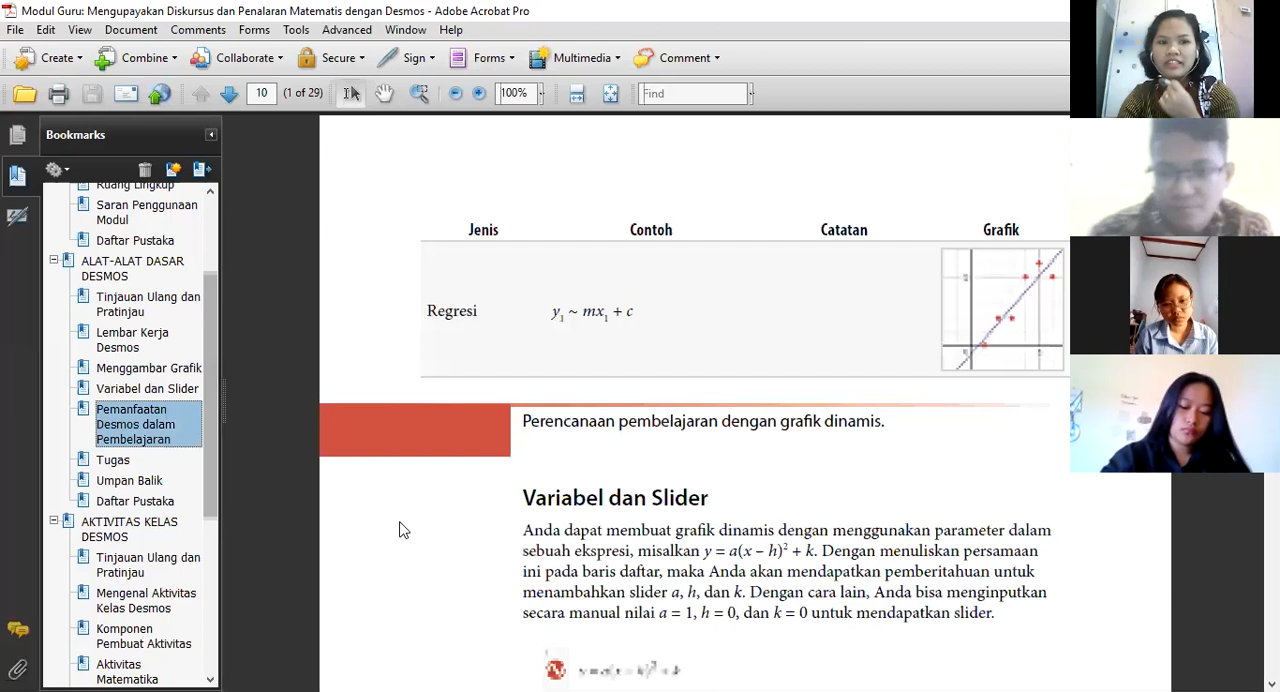 Modul Guru: Mengupayakan Diskursus dan Penalaran Matematis dengan Desmos - Adobe Acrobat Pro
File Edit View Document Comments Forms Tools Advanced Window Help
Create Combine Collaborate Secure Sign Forms Multimedia Comment
10 (1 of 29) 100% Find
Bookmarks
Ruang Lingkup
Saran Penggunaan
Modul
Daftar Pustaka
ALAT-ALAT DASAR
DESMOS
Tinjauan Ulang dan
Pratinjau
Lembar Kerja
Desmos
Menggambar Grafik
Variabel dan Slider
Pemanfaatan
Desmos dalam
Pembelajaran
Tugas
Umpan Balik
Daftar Pustaka
AKTIVITAS KELAS
DESMOS
Tinjauan Ulang dan
Pratinjau
Mengenal Aktivitas
Kelas Desmos
Komponen
Pembuat Aktivitas
Aktivitas
Matematika
Jenis Contoh Catatan Grafik
Regresi y₁ ~ mx₁ + c
Perencanaan pembelajaran dengan grafik dinamis.
Variabel dan Slider
Anda dapat membuat grafik dinamis dengan menggunakan parameter dalam
sebuah ekspresi, misalkan y = a(x – h)² + k. Dengan menuliskan persamaan
ini pada baris daftar, maka Anda akan mendapatkan pemberitahuan untuk
menambahkan slider a, h, dan k. Dengan cara lain, Anda bisa menginputkan
secara manual nilai a = 1, h = 0, dan k = 0 untuk mendapatkan slider.